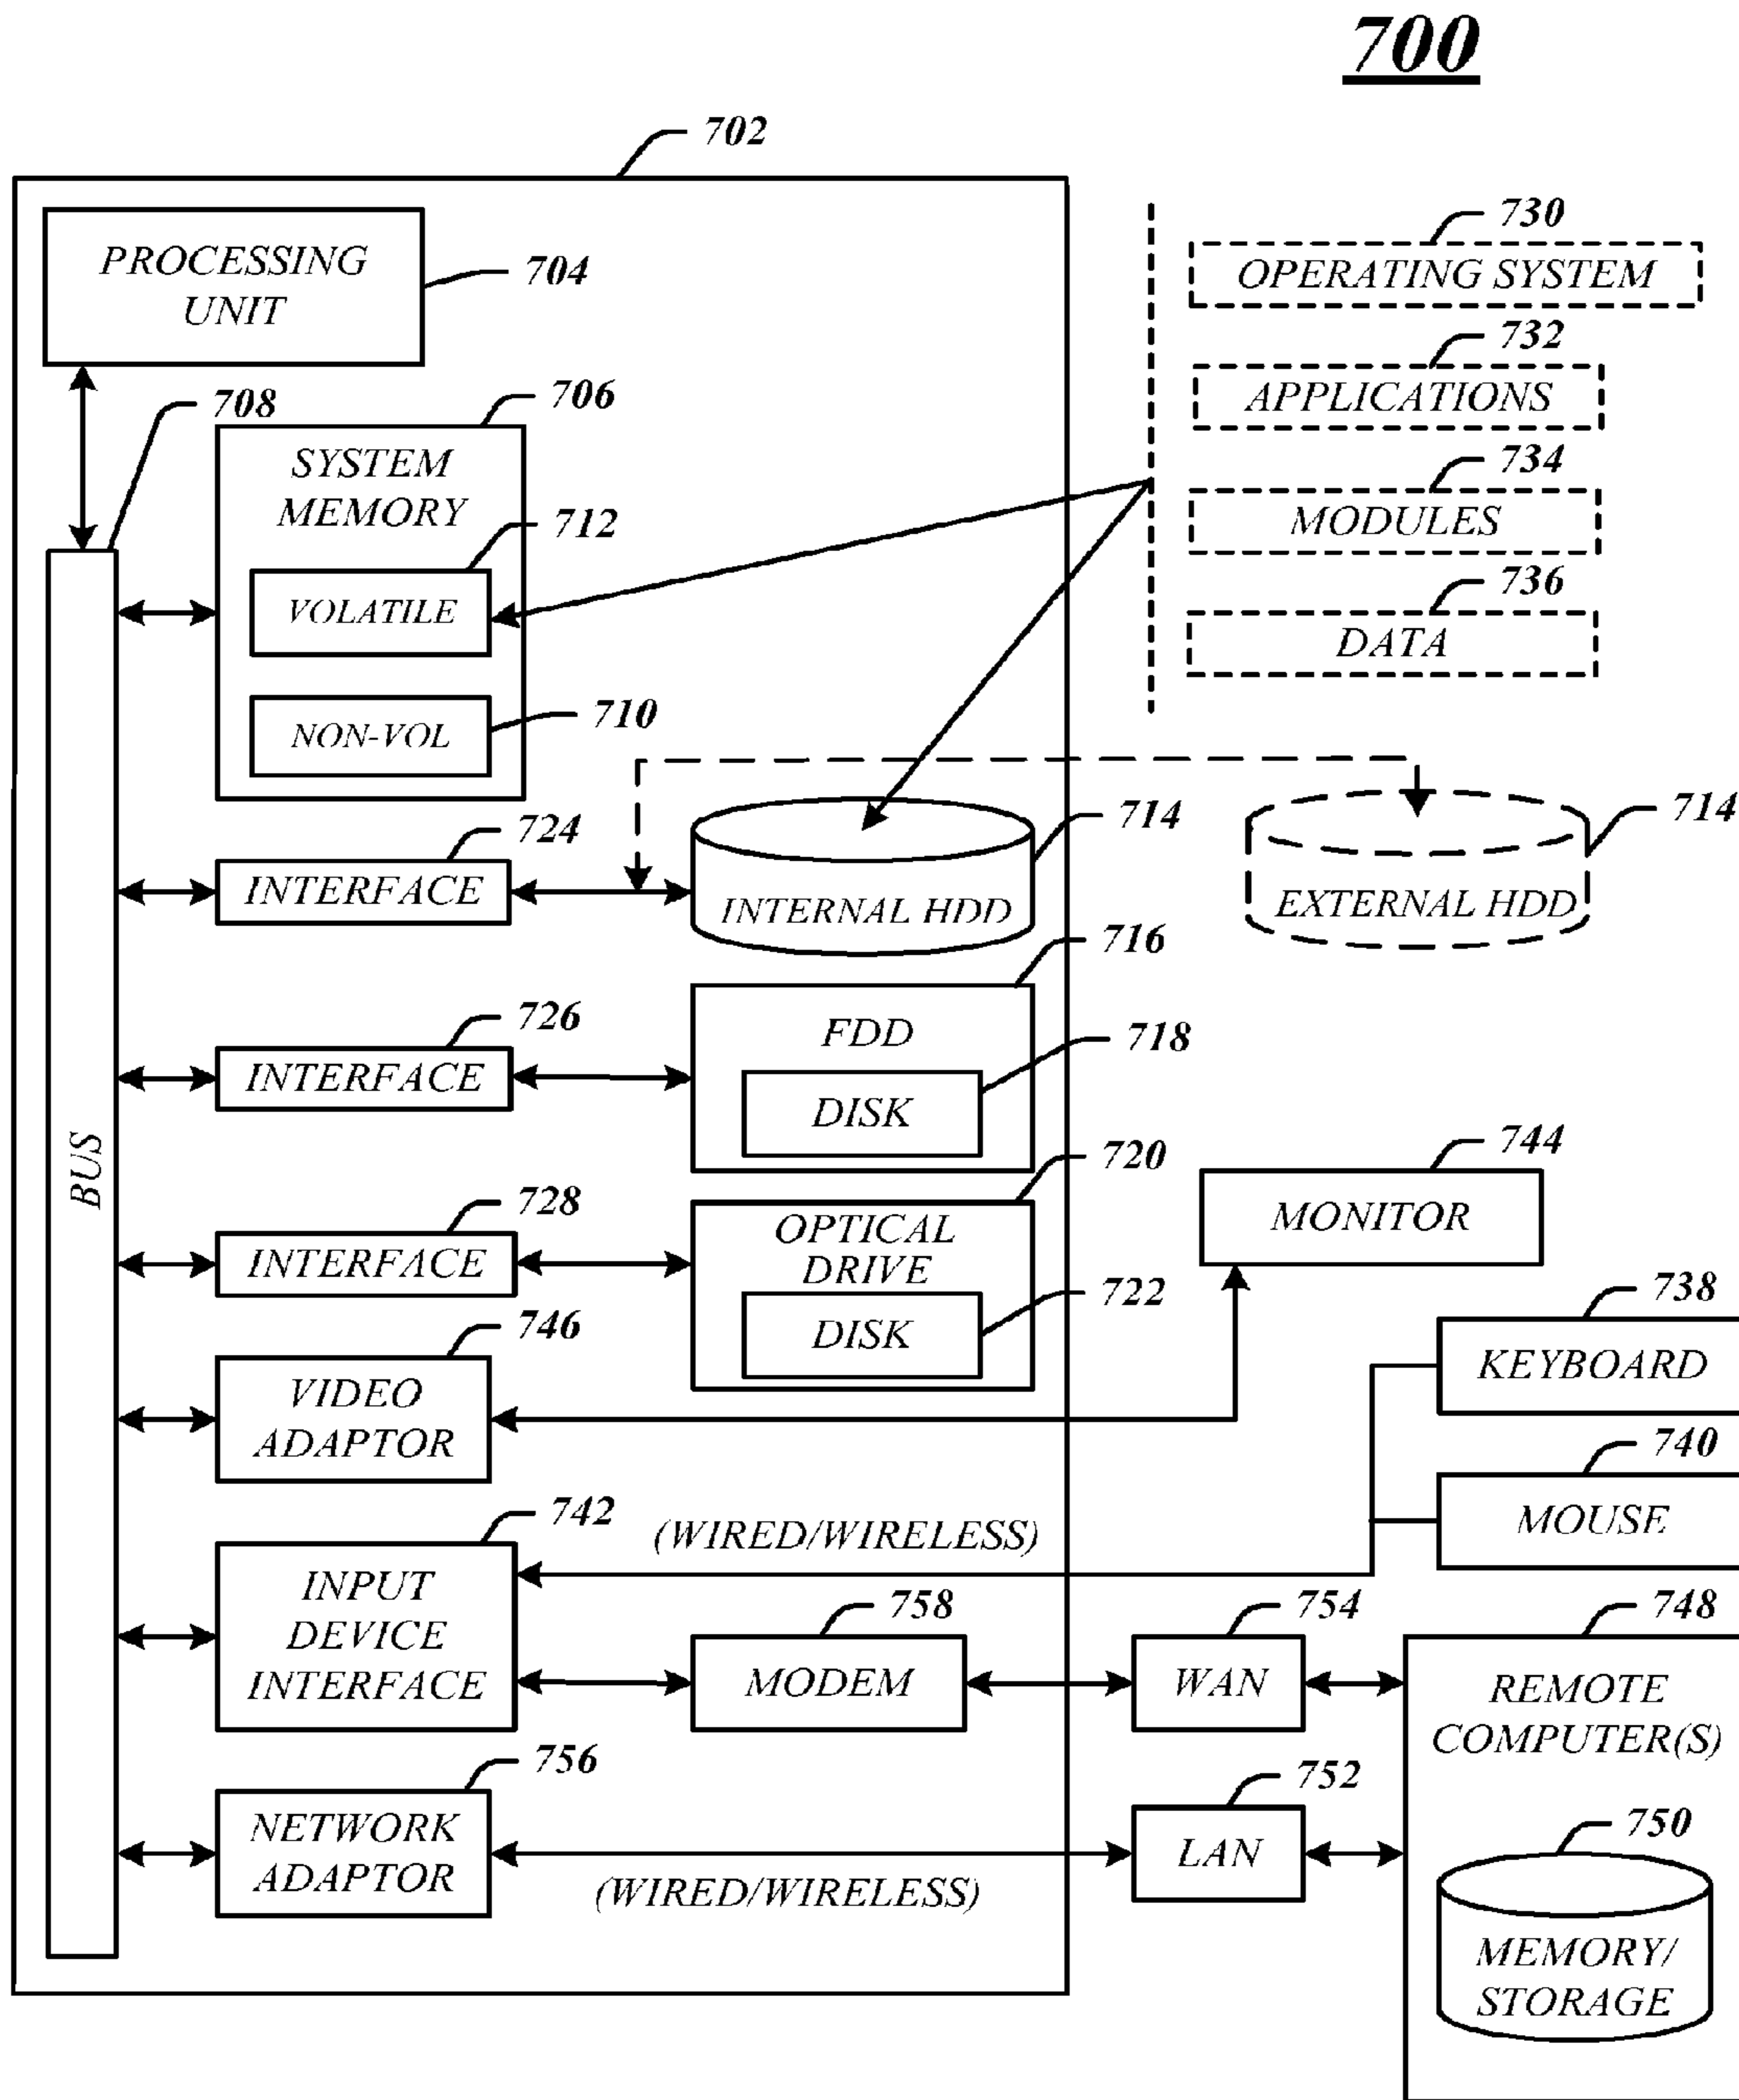 700
702
PROCESSING
UNIT
704
708
706
SYSTEM
MEMORY
712
VOLATILE
710
NON-VOL
730
OPERATING SYSTEM
732
APPLICATIONS
734
MODULES
736
DATA
724
INTERFACE
714
INTERNAL HDD
714
EXTERNAL HDD
716
726
INTERFACE
FDD
718
DISK
BUS
720
728
INTERFACE
OPTICAL
DRIVE
722
DISK
744
MONITOR
746
VIDEO
ADAPTOR
738
KEYBOARD
740
MOUSE
742
(WIRED/WIRELESS)
INPUT
DEVICE
INTERFACE
758
MODEM
754
WAN
748
REMOTE
COMPUTER(S)
756
NETWORK
ADAPTOR
(WIRED/WIRELESS)
752
LAN
750
MEMORY/
STORAGE